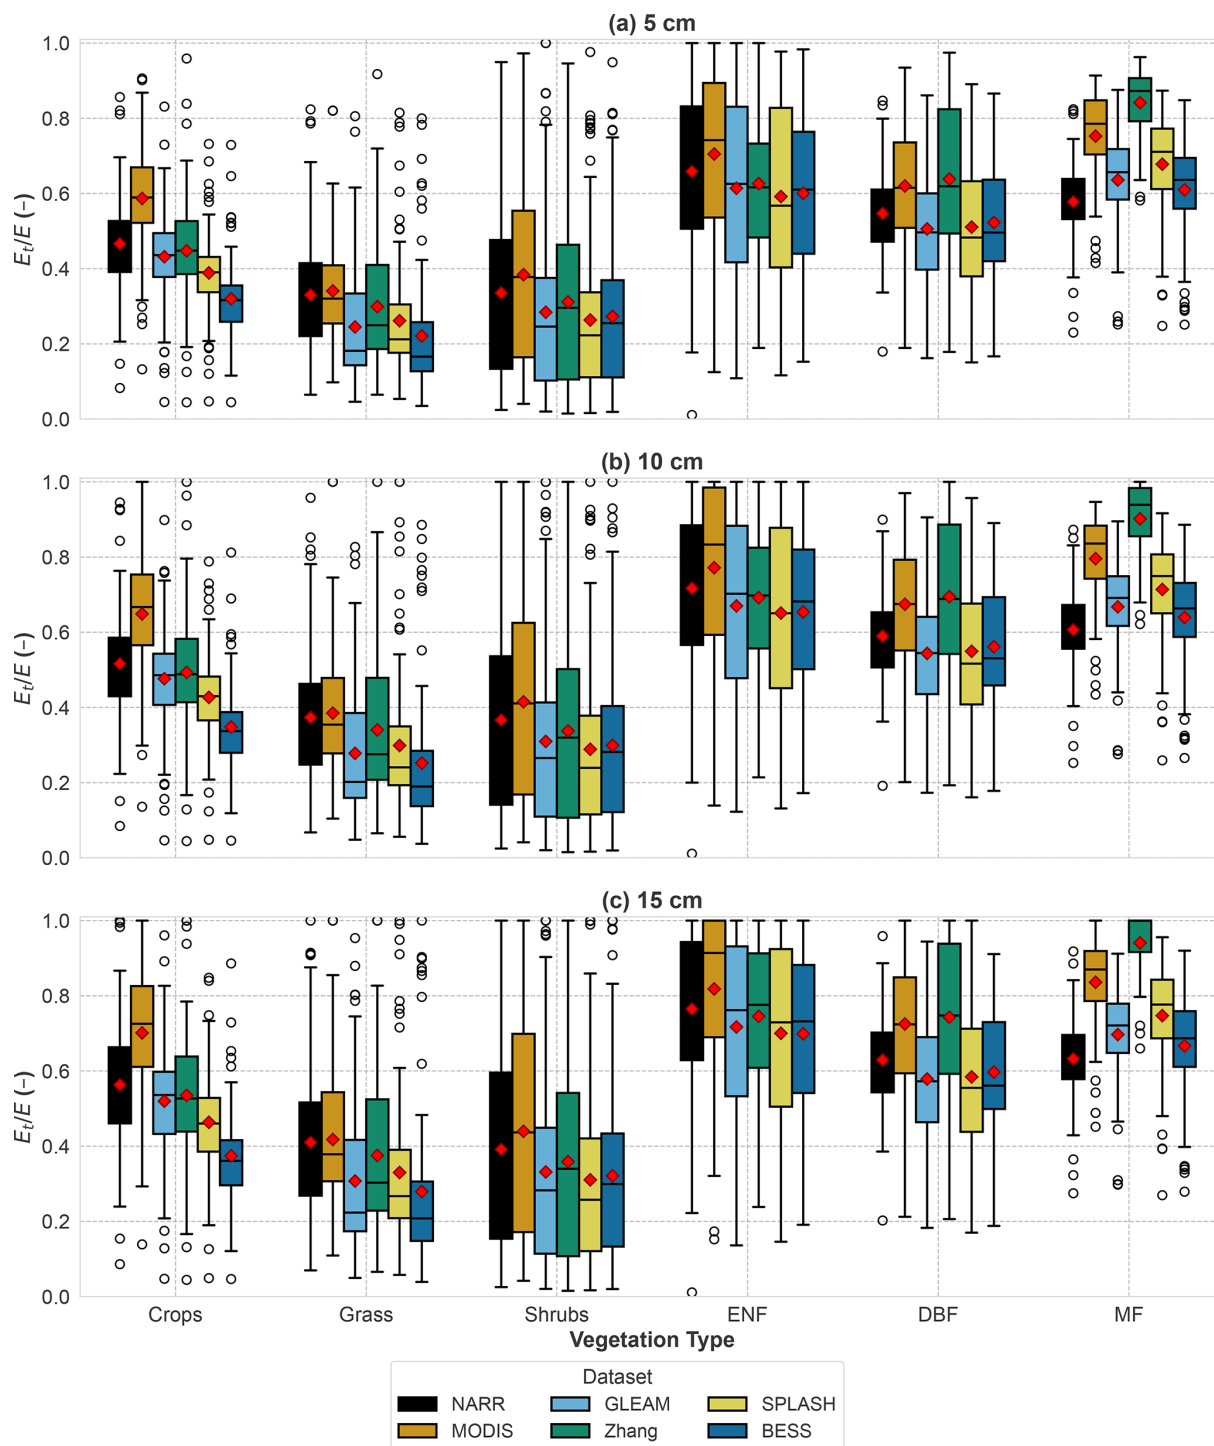 (a) 5 cm
1.0
0.8
0.6
0.4
0.2
0.0
Eₜ/E (−)
(b) 10 cm
1.0
0.8
0.6
0.4
0.2
0.0
Eₜ/E (−)
(c) 15 cm
1.0
0.8
0.6
0.4
0.2
0.0
Eₜ/E (−)
Crops Grass Shrubs ENF DBF MF
Vegetation Type
Dataset
NARR GLEAM SPLASH
MODIS Zhang BESS